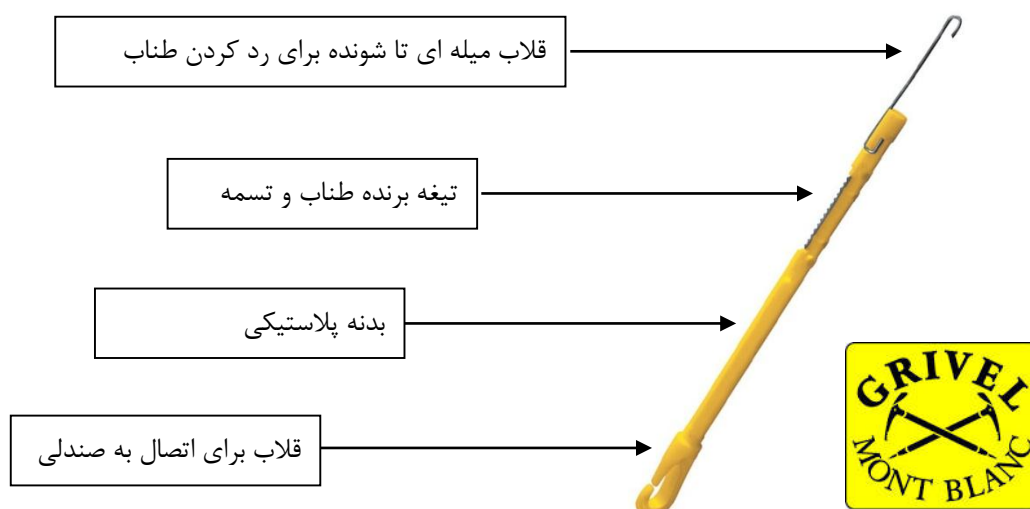 قلاب میله ای تا شونده برای رد کردن طناب
تیغه برنده طناب و تسمه
بدنه پلاستیکی
قلاب برای اتصال به صندلی
GRIVEL
MONT BLANC